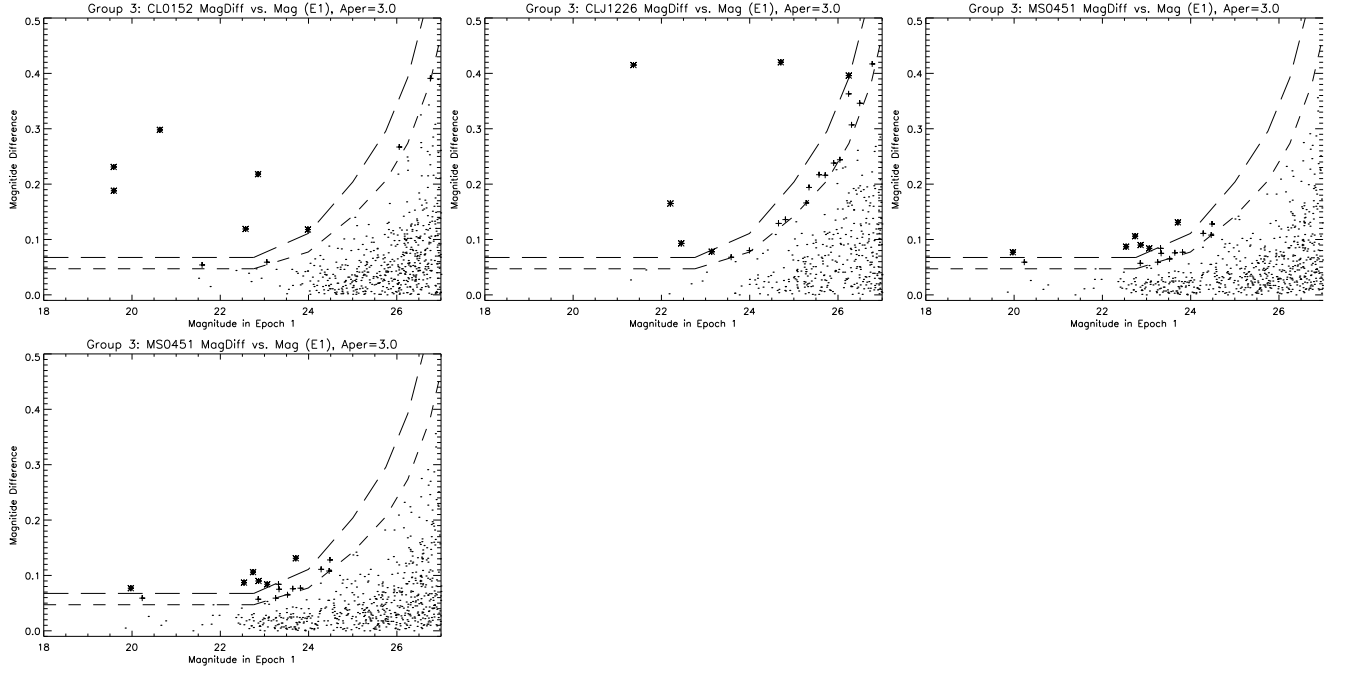 Group 3: CL0152 MagDiff vs. Mag (E1), Aper=3.0
0.5
0.4
0.3
0.2
0.1
0.0
Magnitide Difference
18 20 22 24 26
Magnitude in Epoch 1
Group 3: CLJ1226 MagDiff vs. Mag (E1), Aper=3.0
0.5
0.4
0.3
0.2
0.1
0.0
Magnitide Difference
18 20 22 24 26
Magnitude in Epoch 1
Group 3: MS0451 MagDiff vs. Mag (E1), Aper=3.0
0.5
0.4
0.3
0.2
0.1
0.0
Magnitide Difference
18 20 22 24 26
Magnitude in Epoch 1
Group 3: MS0451 MagDiff vs. Mag (E1), Aper=3.0
0.5
0.4
0.3
0.2
0.1
0.0
Magnitide Difference
18 20 22 24 26
Magnitude in Epoch 1